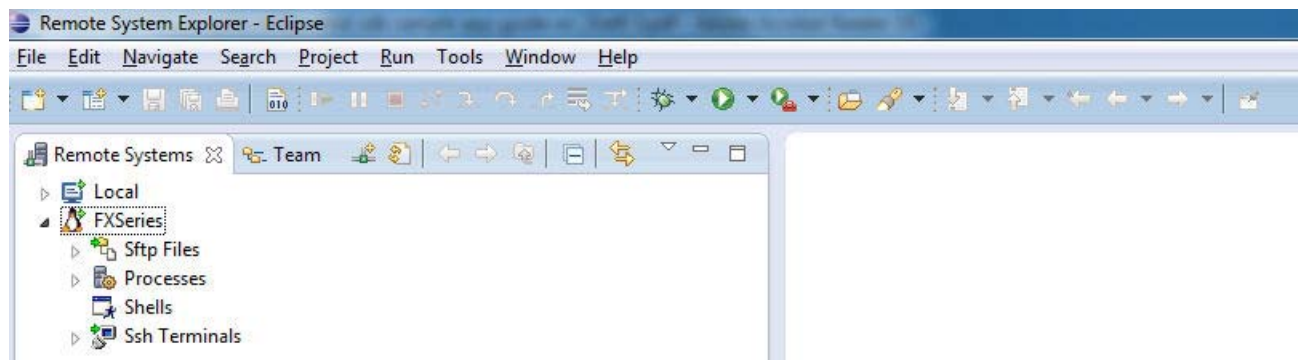 Remote System Explorer - Eclipse
File Edit Navigate Search Project Run Tools Window Help
010
Remote Systems Team
Local
FXSeries
Sftp Files
Processes
Shells
Ssh Terminals